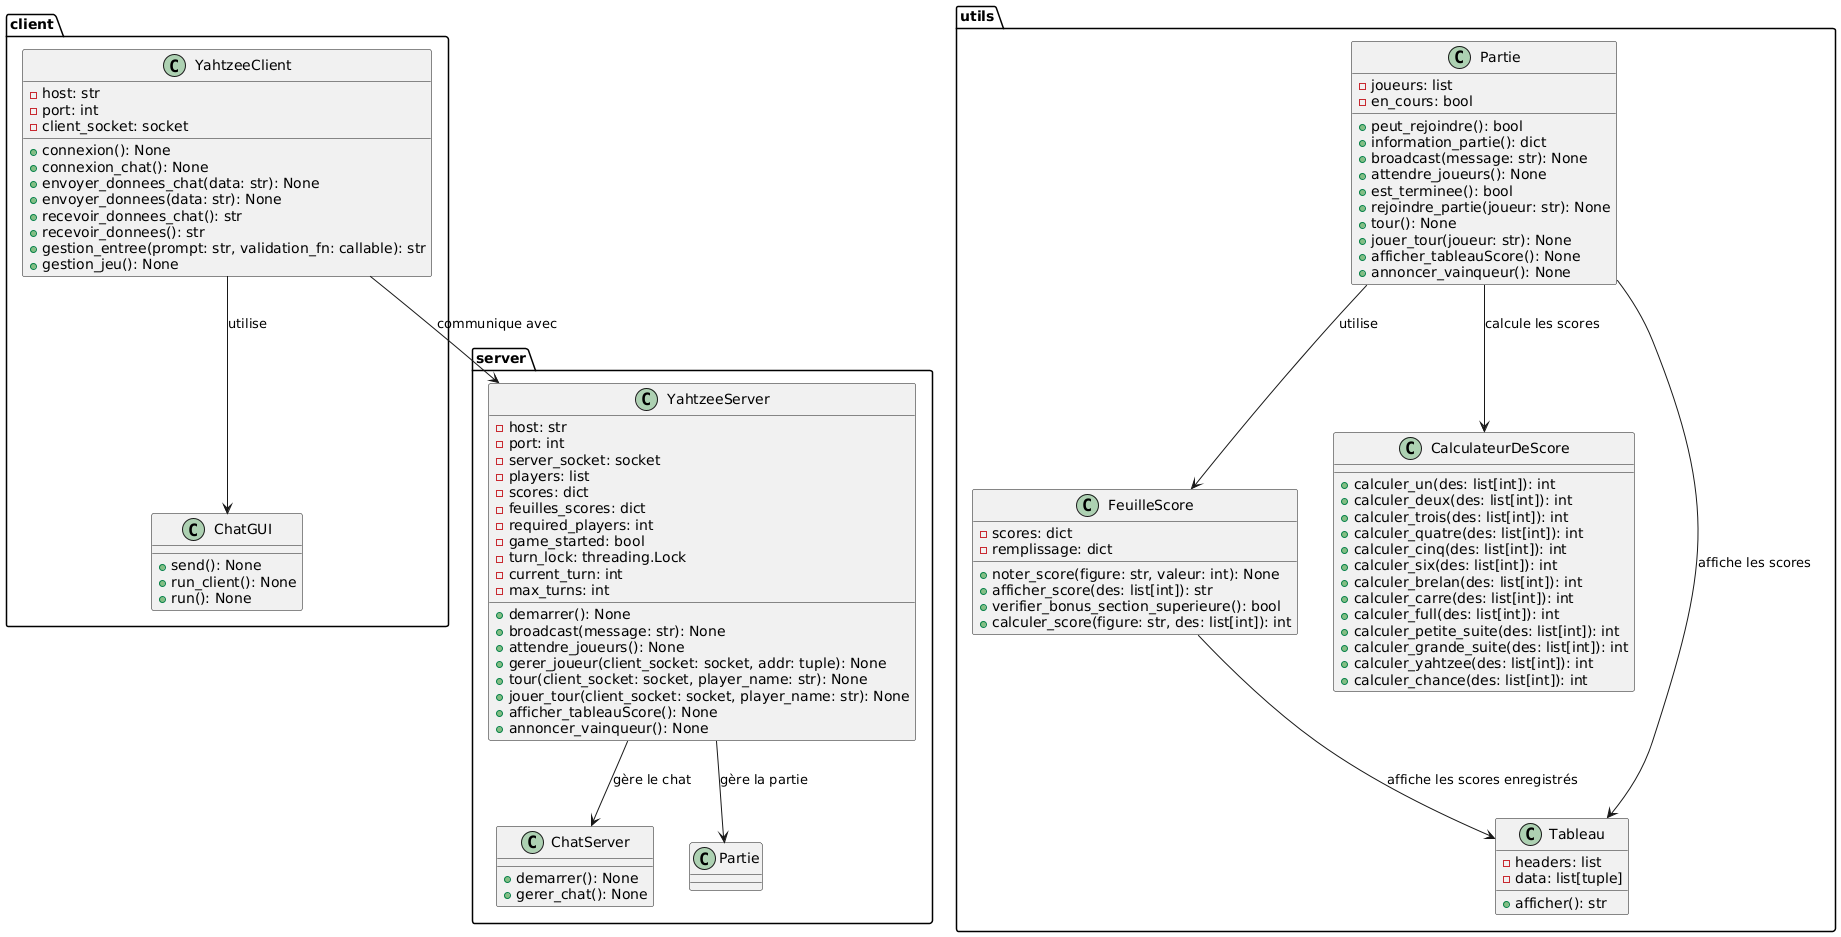 client
YahtzeeClient
host: str
port: int
client_socket: socket
connexion(): None
connexion_chat(): None
envoyer_donnees_chat(data: str): None
envoyer_donnees(data: str): None
recevoir_donnees_chat(): str
recevoir_donnees(): str
gestion_entree(prompt: str, validation_fn: callable): str
gestion_jeu(): None
utilise
communique avec
ChatGUI
send(): None
run_client(): None
run(): None
server
YahtzeeServer
host: str
port: int
server_socket: socket
players: list
scores: dict
feuilles_scores: dict
required_players: int
game_started: bool
turn_lock: threading.Lock
current_turn: int
max_turns: int
demarrer(): None
broadcast(message: str): None
attendre_joueurs(): None
gerer_joueur(client_socket: socket, addr: tuple): None
tour(client_socket: socket, player_name: str): None
jouer_tour(client_socket: socket, player_name: str): None
afficher_tableauScore(): None
annoncer_vainqueur(): None
gère le chat
gère la partie
ChatServer
demarrer(): None
gerer_chat(): None
Partie
utils
Partie
joueurs: list
en_cours: bool
peut_rejoindre(): bool
information_partie(): dict
broadcast(message: str): None
attendre_joueurs(): None
est_terminee(): bool
rejoindre_partie(joueur: str): None
tour(): None
jouer_tour(joueur: str): None
afficher_tableauScore(): None
annoncer_vainqueur(): None
utilise
calcule les scores
affiche les scores
FeuilleScore
scores: dict
remplissage: dict
noter_score(figure: str, valeur: int): None
afficher_score(des: list[int]): str
verifier_bonus_section_superieure(): bool
calculer_score(figure: str, des: list[int]): int
CalculateurDeScore
calculer_un(des: list[int]): int
calculer_deux(des: list[int]): int
calculer_trois(des: list[int]): int
calculer_quatre(des: list[int]): int
calculer_cinq(des: list[int]): int
calculer_six(des: list[int]): int
calculer_brelan(des: list[int]): int
calculer_carre(des: list[int]): int
calculer_full(des: list[int]): int
calculer_petite_suite(des: list[int]): int
calculer_grande_suite(des: list[int]): int
calculer_yahtzee(des: list[int]): int
calculer_chance(des: list[int]): int
affiche les scores enregistrés
Tableau
headers: list
data: list[tuple]
afficher(): str